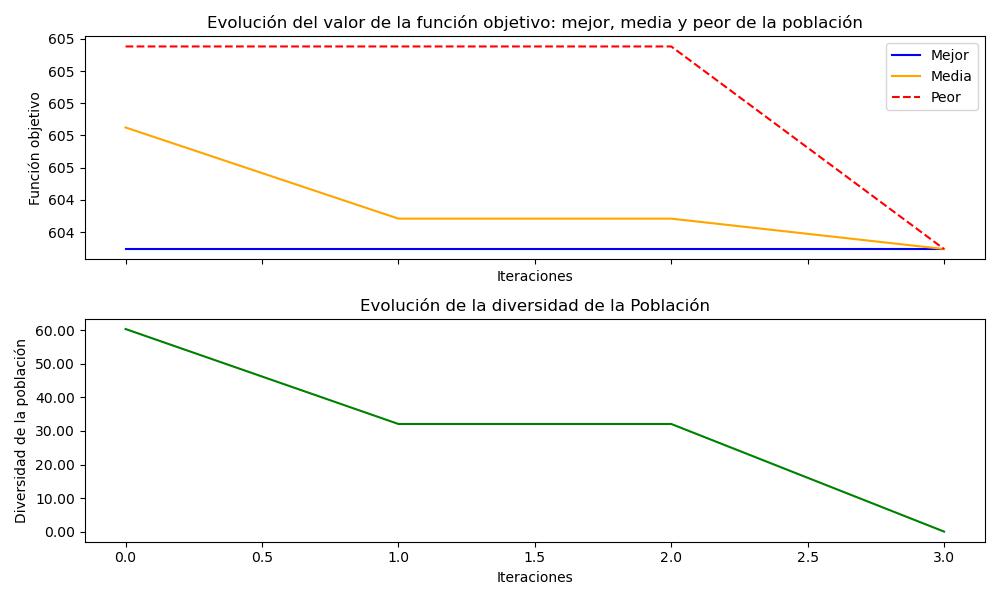 Evolución del valor de la función objetivo: mejor, media y peor de la población
605
605
605
605
605
604
604
Función objetivo
Mejor
Media
Peor
Iteraciones
Evolución de la diversidad de la Población
60.00
50.00
40.00
30.00
20.00
10.00
0.00
Diversidad de la población
0.0 0.5 1.0 1.5 2.0 2.5 3.0
Iteraciones